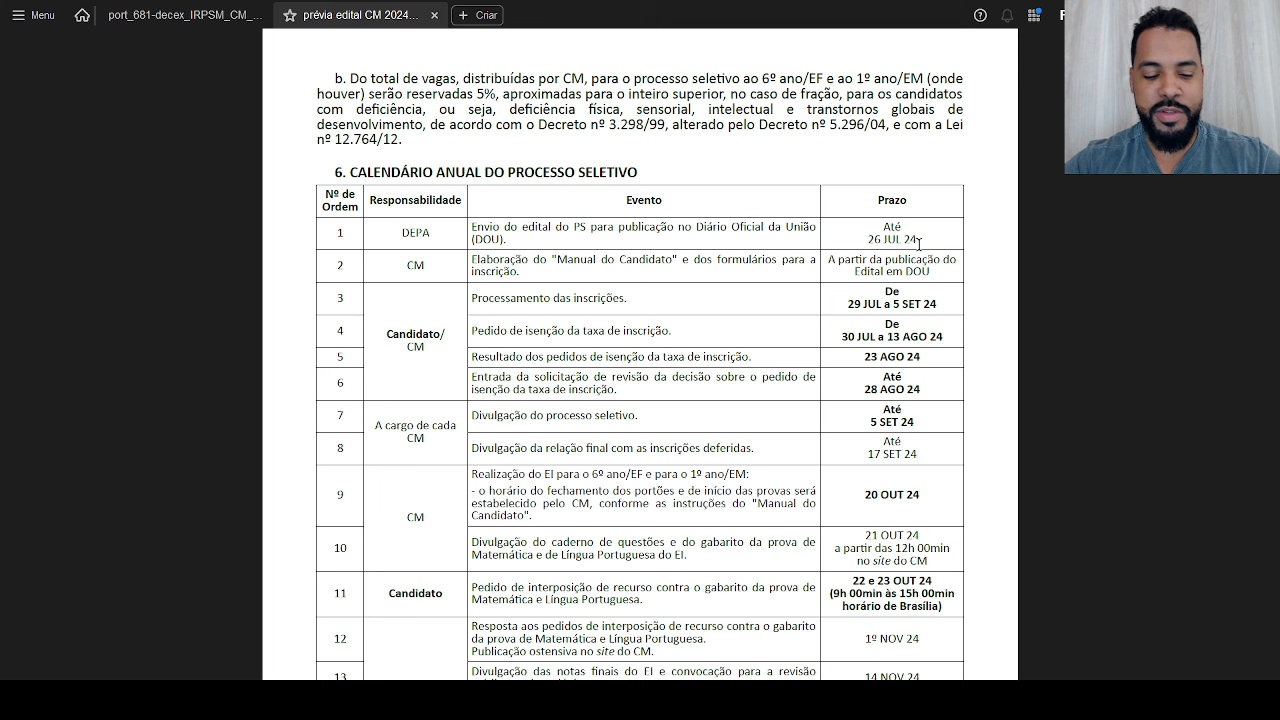 Menu
port_681-decex_IRPSM_CM_...
prévia edital CM 2024...
Criar
b. Do total de vagas, distribuídas por CM, para o processo seletivo ao 6º ano/EF e ao 1º ano/EM (onde
houver) serão reservadas 5%, aproximadas para o inteiro superior, no caso de fração, para os candidatos
com deficiência, ou seja, deficiência física, sensorial, intelectual e transtornos globais de
desenvolvimento, de acordo com o Decreto nº 3.298/99, alterado pelo Decreto nº 5.296/04, e com a Lei
nº 12.764/12.
6. CALENDÁRIO ANUAL DO PROCESSO SELETIVO
Nº de
Ordem
Responsabilidade
Evento
Prazo
1
DEPA
Envio do edital do PS para publicação no Diário Oficial da União
(DOU).
Até
26 JUL 24
2
CM
Elaboração do "Manual do Candidato" e dos formulários para a
inscrição.
A partir da publicação do
Edital em DOU
3
Candidato/
CM
Processamento das inscrições.
De
29 JUL a 5 SET 24
4
Pedido de isenção da taxa de inscrição.
De
30 JUL a 13 AGO 24
5
Resultado dos pedidos de isenção da taxa de inscrição.
23 AGO 24
6
Entrada da solicitação de revisão da decisão sobre o pedido de
isenção da taxa de inscrição.
Até
28 AGO 24
7
A cargo de cada
CM
Divulgação do processo seletivo.
Até
5 SET 24
8
Divulgação da relação final com as inscrições deferidas.
Até
17 SET 24
9
CM
Realização do EI para o 6º ano/EF e para o 1º ano/EM:
- o horário do fechamento dos portões e de início das provas será
estabelecido pelo CM, conforme as instruções do "Manual do
Candidato".
20 OUT 24
10
Divulgação do caderno de questões e do gabarito da prova de
Matemática e de Língua Portuguesa do EI.
21 OUT 24
a partir das 12h 00min
no site do CM
11
Candidato
Pedido de interposição de recurso contra o gabarito da prova de
Matemática e Língua Portuguesa.
22 e 23 OUT 24
(9h 00min às 15h 00min
horário de Brasília)
12
Resposta aos pedidos de interposição de recurso contra o gabarito
da prova de Matemática e Língua Portuguesa.
Publicação ostensiva no site do CM.
1º NOV 24
13
Divulgação das notas finais do EI e convocação para a revisão
14 NOV 24